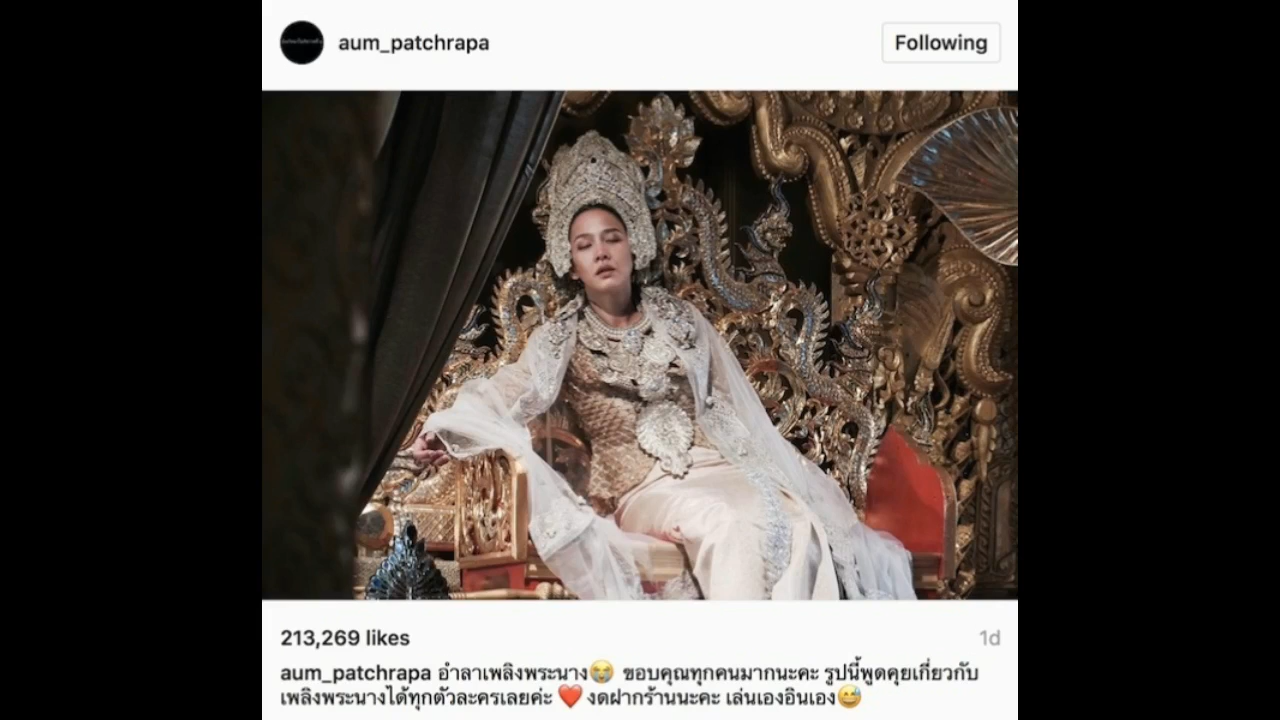 aum_patchrapa
Following
213,269 likes
1d
aum_patchrapa อำลาเพลิงพระนาง😭 ขอบคุณทุกคนมากนะคะ รูปนี้พูดคุยเกี่ยวกับ
เพลิงพระนางได้ทุกตัวละครเลยค่ะ ❤️ งดฝากร้านนะคะ เล่นเองอินเอง😅